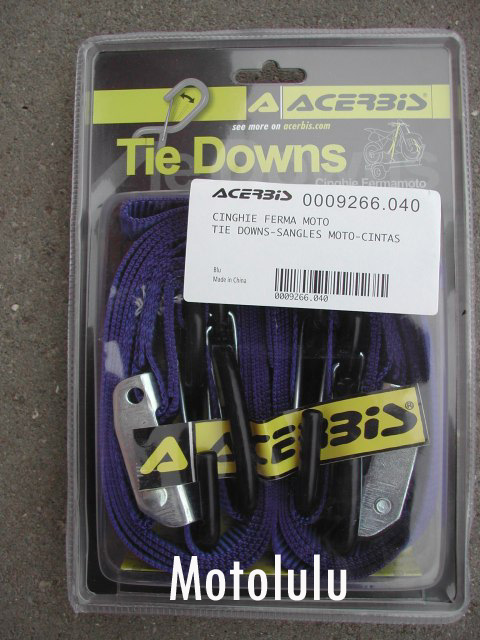 ACERBIS®
see more on acerbis.com
Tie Downs
Cinghie Fermamoto
ACERBIS 0009266.040
CINGHIE FERMA MOTO
TIE DOWNS-SANGLES MOTO-CINTAS
Blu
Made in China
0009266.040
ACERBIS®
Motolulu